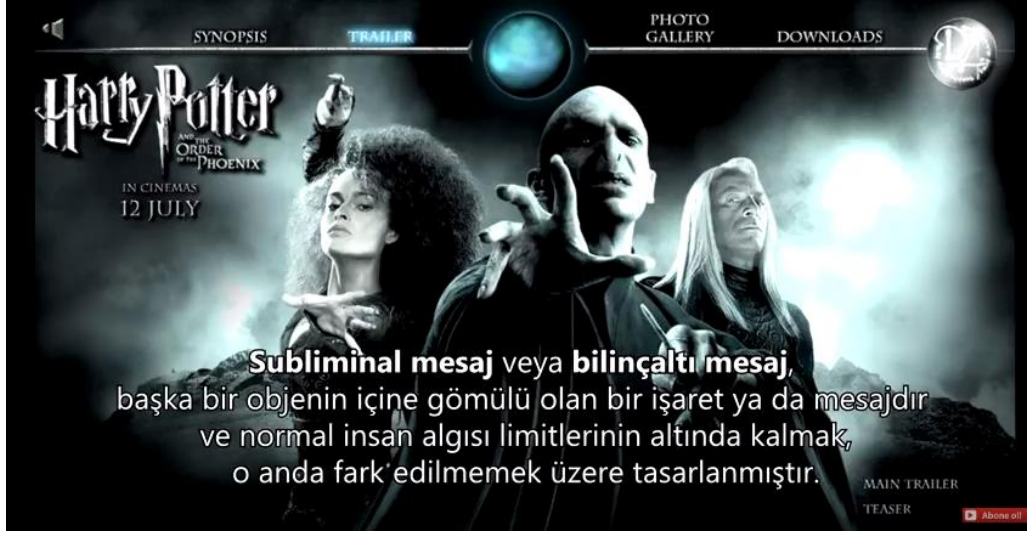 SYNOPSIS
TRAILER
PHOTO
GALLERY
DOWNLOADS
Harry Potter
AND THE
ORDER
OF THE PHOENIX
IN CINEMAS
12 JULY
Subliminal mesaj veya bilinçaltı mesaj,
başka bir objenin içine gömülü olan bir işaret ya da mesajdır
ve normal insan algısı limitlerinin altında kalmak,
o anda fark edilmemek üzere tasarlanmıştır.
MAIN TRAILER
TEASER
Abone ol!